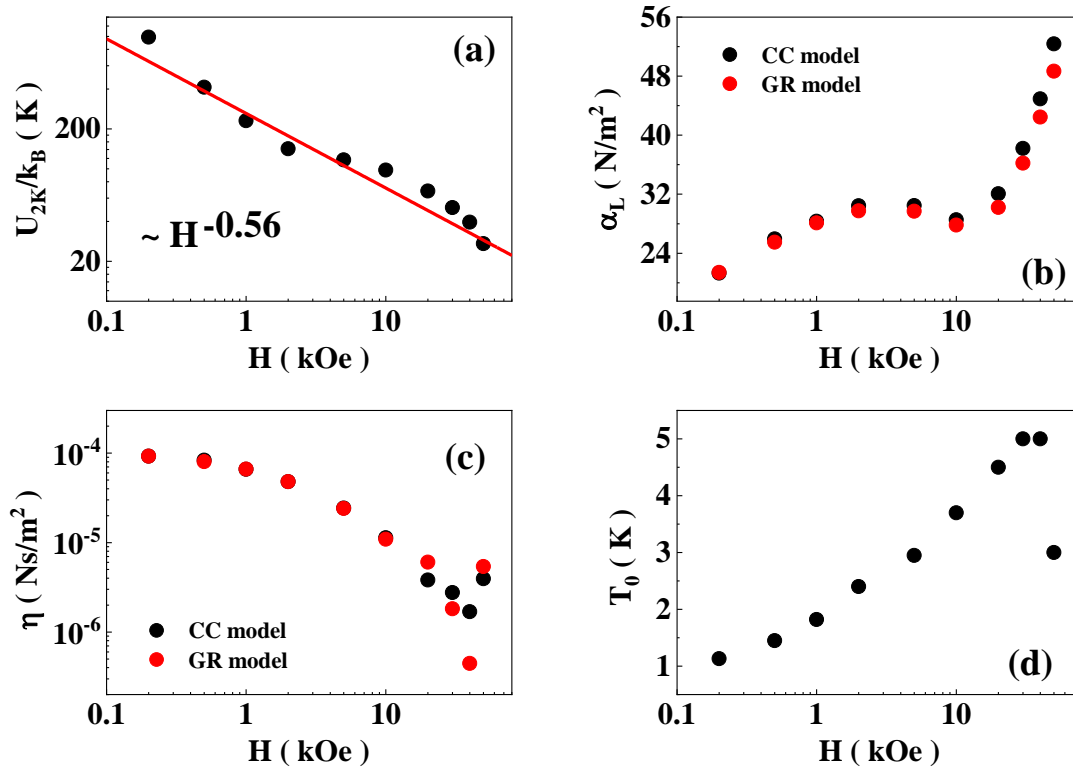 (a)
U2K/kB ( K )
200
20
~ H-0.56
0.1 1 10
H ( kOe )
56
48
40
32
24
αL ( N/m2 )
CC model
GR model
(b)
0.1 1 10
H ( kOe )
10-4
10-5
10-6
η ( Ns/m2 )
(c)
CC model
GR model
0.1 1 10
H ( kOe )
5
4
3
2
1
T0 ( K )
(d)
0.1 1 10
H ( kOe )